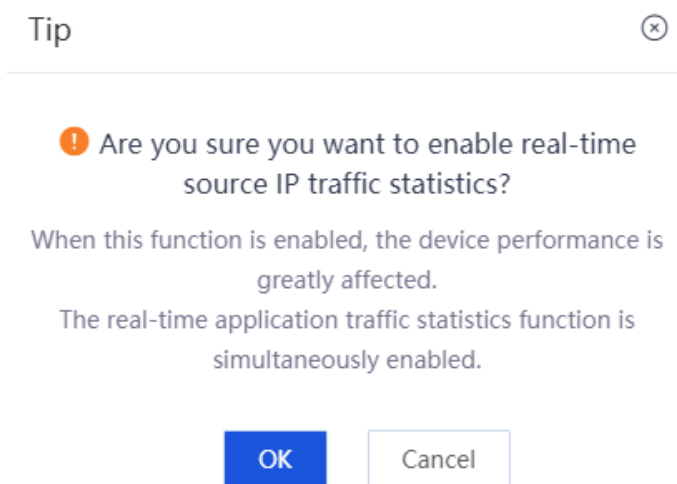 Tip
Are you sure you want to enable real-time
source IP traffic statistics?
When this function is enabled, the device performance is
greatly affected.
The real-time application traffic statistics function is
simultaneously enabled.
OK
Cancel